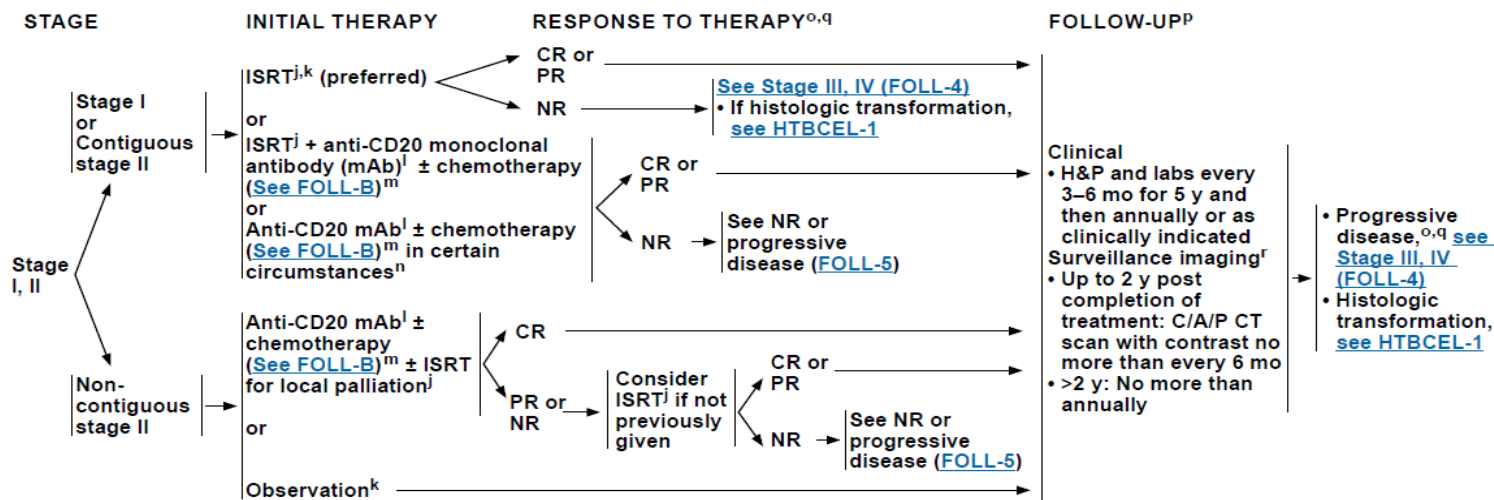 STAGE
INITIAL THERAPY
RESPONSE TO THERAPYo,q
FOLLOW-UPp
Stage
I, II
Stage I
or
Contiguous
stage II
Non-
contiguous
stage II
ISRTj,k (preferred)
or
ISRTj + anti-CD20 monoclonal
antibody (mAb)l ± chemotherapy
(See FOLL-B)m
or
Anti-CD20 mAbl ± chemotherapy
(See FOLL-B)m in certain
circumstancesn
CR or
PR
NR
See Stage III, IV (FOLL-4)
• If histologic transformation,
see HTBCEL-1
CR or
PR
NR
See NR or
progressive
disease (FOLL-5)
Anti-CD20 mAbl ±
chemotherapy
(See FOLL-B)m ± ISRT
for local palliationj
or
Observationk
CR
PR or
NR
Consider
ISRTj if not
previously
given
CR or
PR
NR
See NR or
progressive
disease (FOLL-5)
Clinical
• H&P and labs every
3–6 mo for 5 y and
then annually or as
clinically indicated
Surveillance imagingr
• Up to 2 y post
completion of
treatment: C/A/P CT
scan with contrast no
more than every 6 mo
• >2 y: No more than
annually
• Progressive
disease,o,q see
Stage III, IV
(FOLL-4)
• Histologic
transformation,
see HTBCEL-1